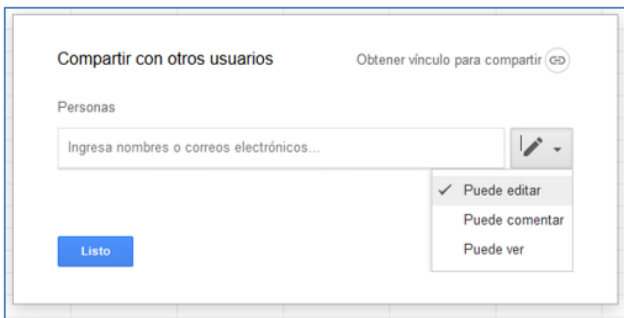 Compartir con otros usuarios
Obtener vínculo para compartir
Personas
Ingresa nombres o correos electrónicos...
Puede editar
Puede comentar
Puede ver
Listo